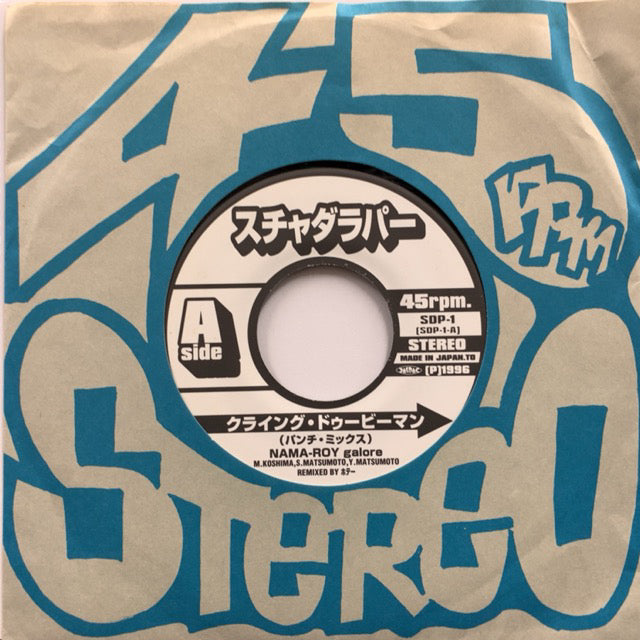 45
RPM
スチャダラパー
A
side
45rpm.
SDP-1
[SDP-1-A]
STEREO
MADE IN JAPAN.TO
[P]1996
クライング・ドゥービーマン
(パンチ・ミックス)
NAMA-ROY galore
M.KOSHIMA,S.MATSUMOTO,Y.MATSUMOTO
REMIXED BY
STEREO